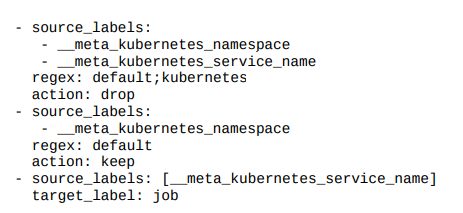 - source_labels:
   - __meta_kubernetes_namespace
   - __meta_kubernetes_service_name
  regex: default;kubernetes
  action: drop
- source_labels:
   - __meta_kubernetes_namespace
  regex: default
  action: keep
- source_labels: [__meta_kubernetes_service_name]
  target_label: job